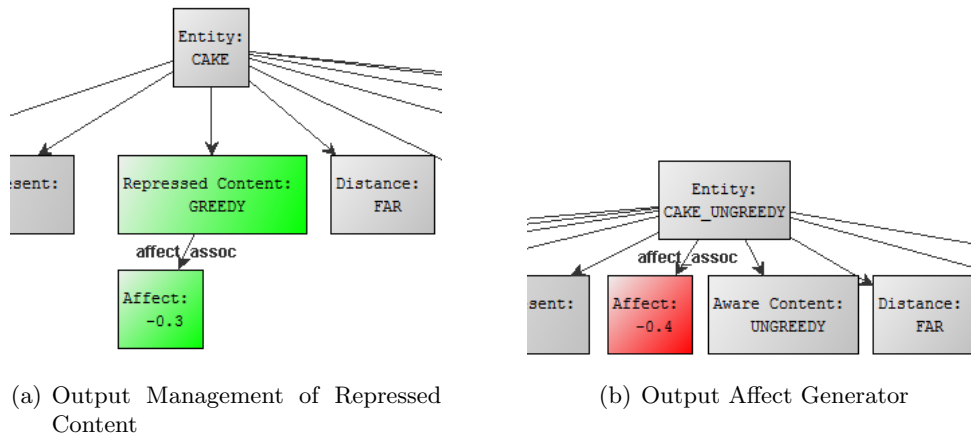 Entity:
CAKE
esent:
Repressed Content:
GREEDY
Distance:
FAR
affect_assoc
Affect:
-0.3
(a) Output Management of Repressed
Content
Entity:
CAKE_UNGREEDY
affect_assoc
sent:
Affect:
-0.4
Aware Content:
UNGREEDY
Distance:
FAR
(b) Output Affect Generator